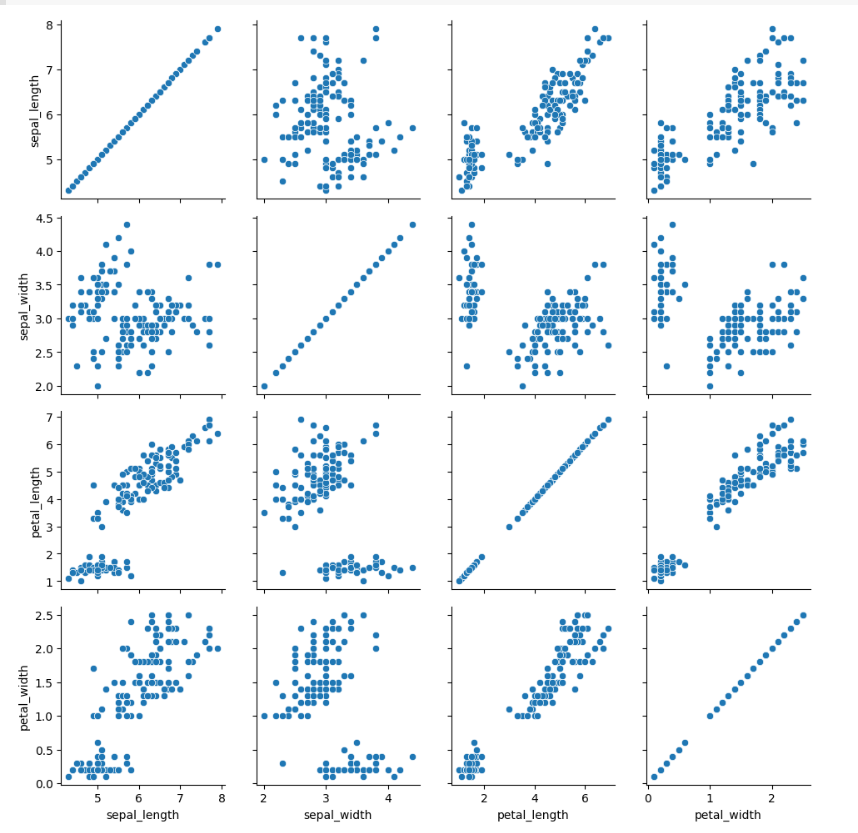 8
7
6
5
sepal_length
4.5
4.0
3.5
3.0
2.5
2.0
sepal_width
7
6
5
4
3
2
1
petal_length
2.5
2.0
1.5
1.0
0.5
0.0
petal_width
5 6 7 8
2 3 4
2 4 6
0 1 2
sepal_length
sepal_width
petal_length
petal_width